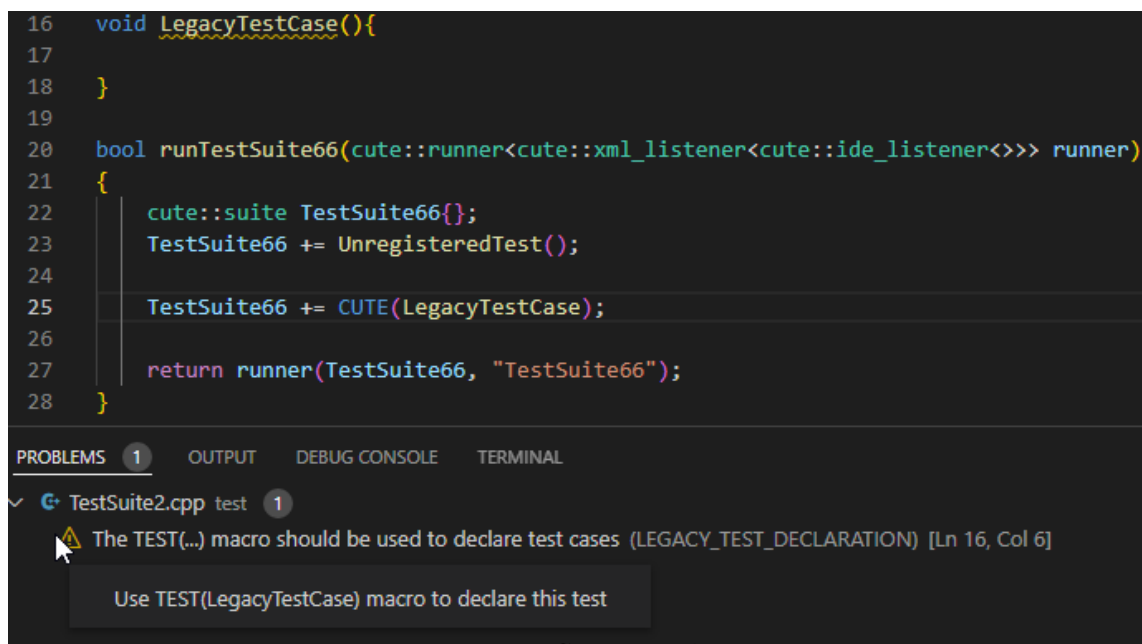 16 void LegacyTestCase(){
17
18 }
19
20 bool runTestSuite66(cute::runner<cute::xml_listener<cute::ide_listener<>>> runner)
21 {
22 cute::suite TestSuite66{};
23 TestSuite66 += UnregisteredTest();
24
25 TestSuite66 += CUTE(LegacyTestCase);
26
27 return runner(TestSuite66, "TestSuite66");
28 }
PROBLEMS 1 OUTPUT DEBUG CONSOLE TERMINAL
TestSuite2.cpp test 1
The TEST(...) macro should be used to declare test cases (LEGACY_TEST_DECLARATION) [Ln 16, Col 6]
Use TEST(LegacyTestCase) macro to declare this test